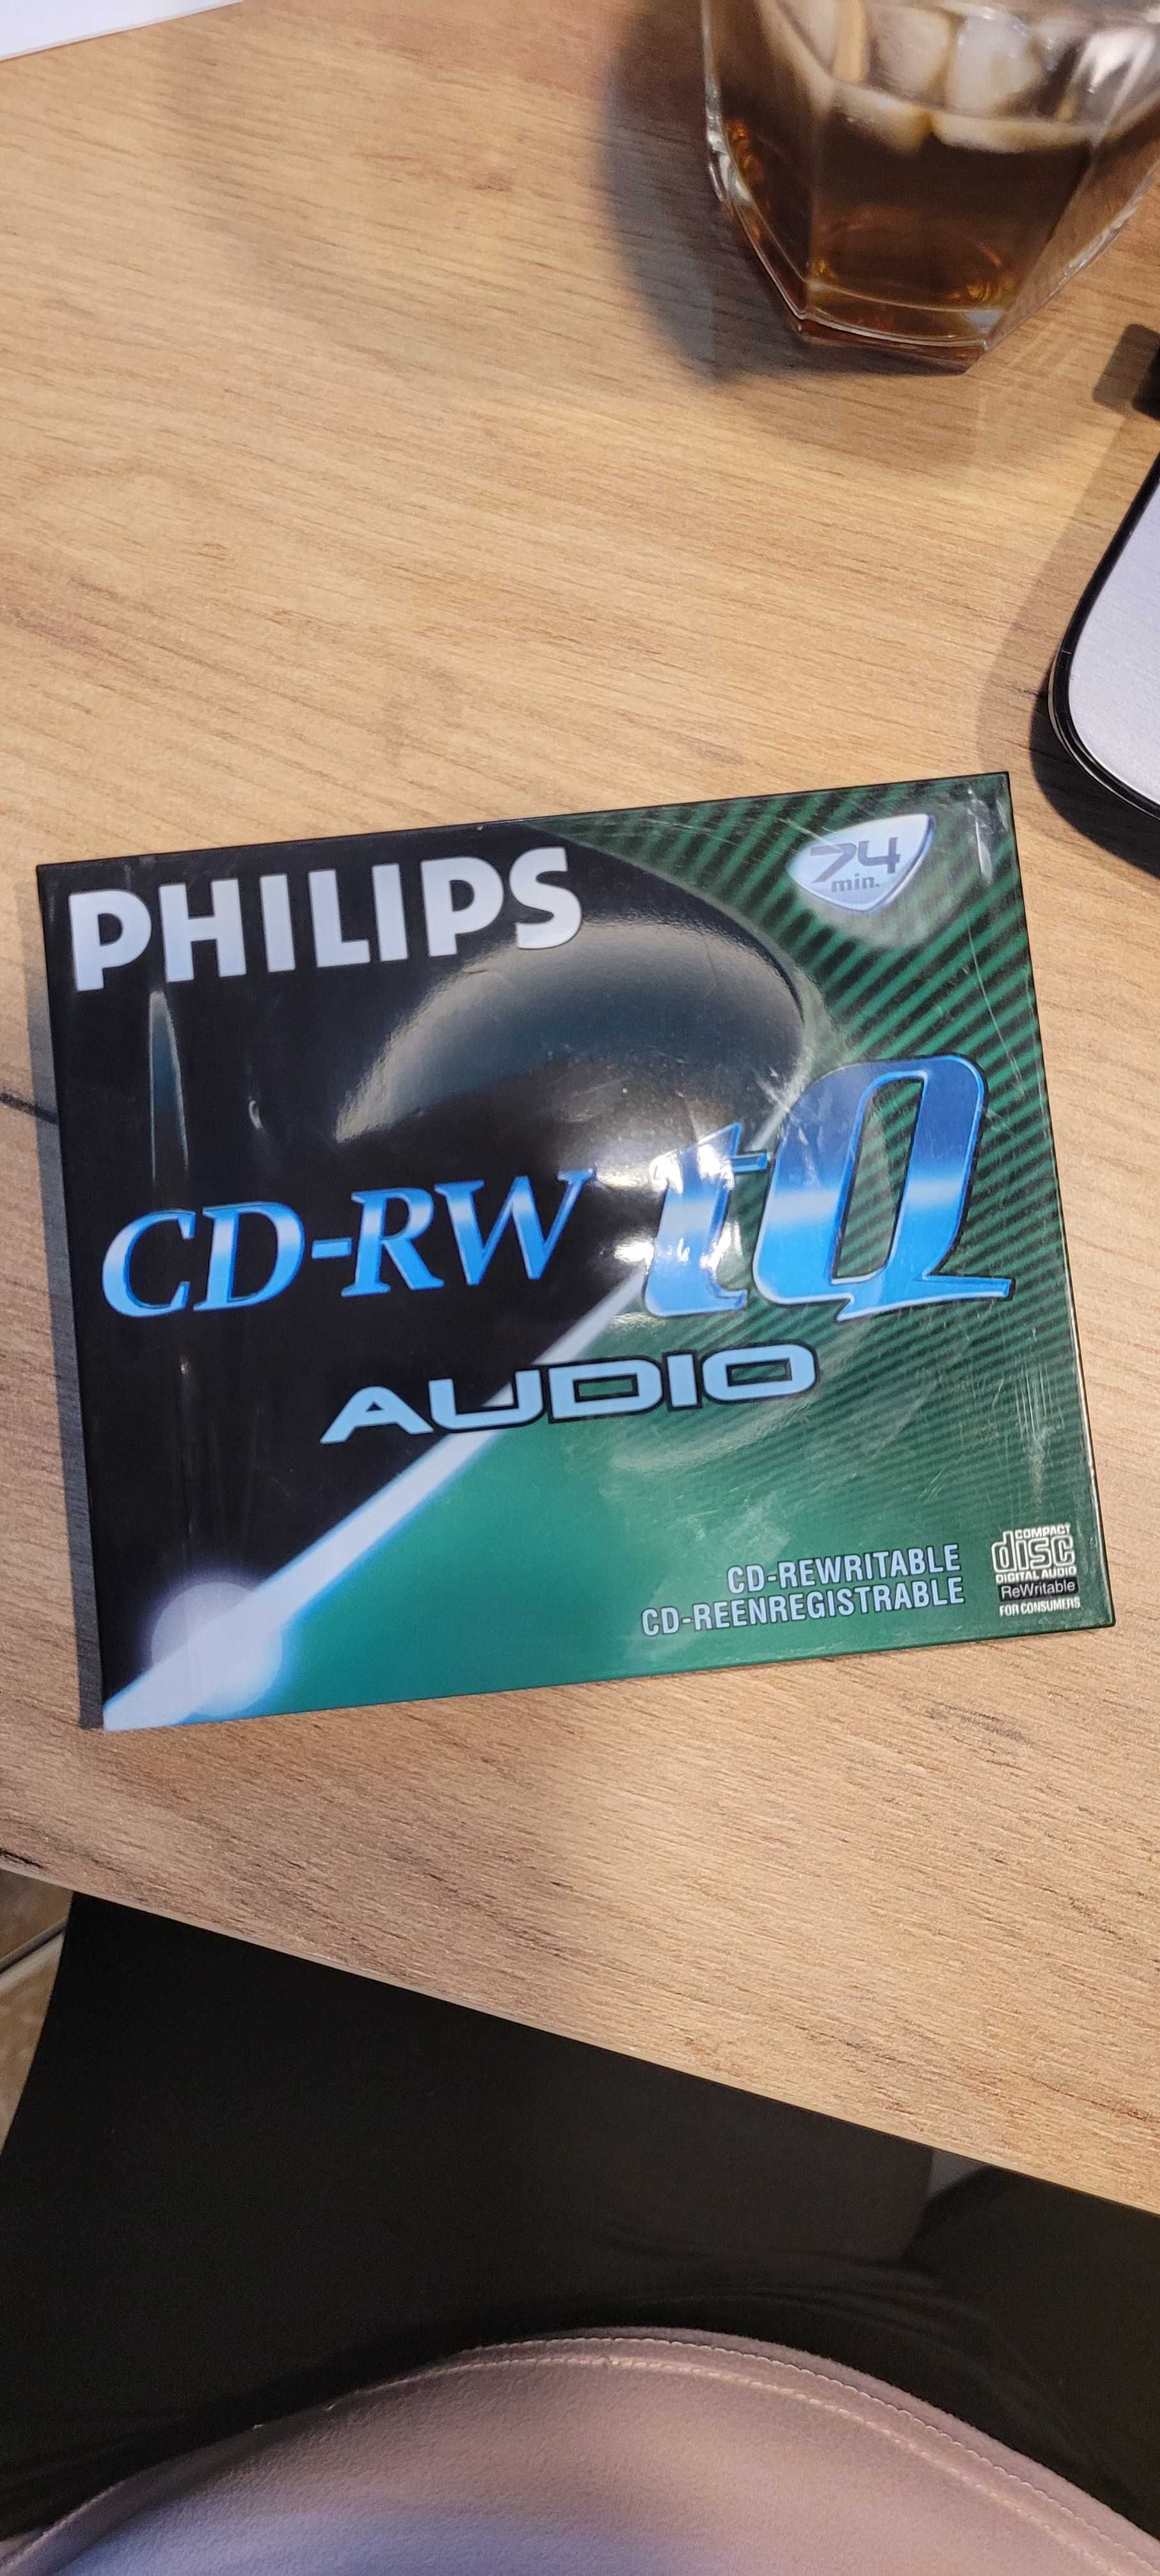 PHILIPS
74
min.
CD-RW tQ
AUDIO
CD-REWRITABLE
CD-REENREGISTRABLE
COMPACT
disc
DIGITAL AUDIO
ReWritable
FOR CONSUMERS